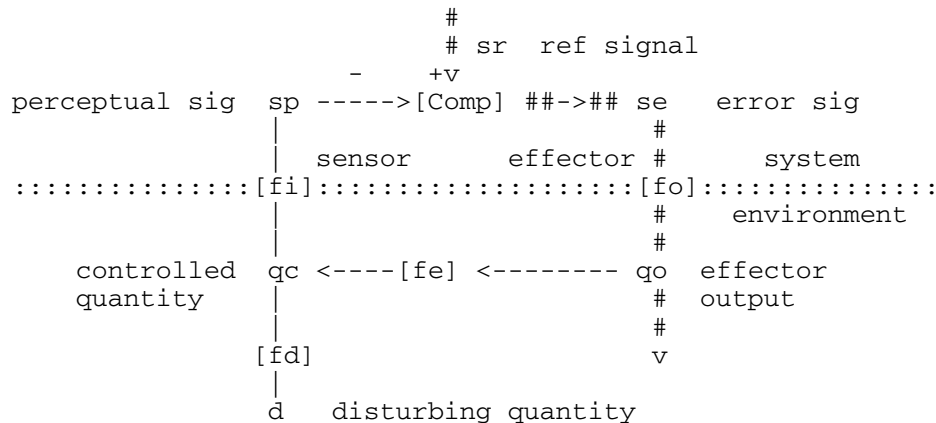 #
# sr ref signal
- +v
perceptual sig sp ----->[Comp] ##->## se error sig
| #
| sensor effector # system
:::::::::::::::[fi]::::::::::::::::::::[fo]:::::::::::::::
| # environment
| #
controlled qc <----[fe] <-------- qo effector
quantity | # output
| #
[fd] v
|
d disturbing quantity